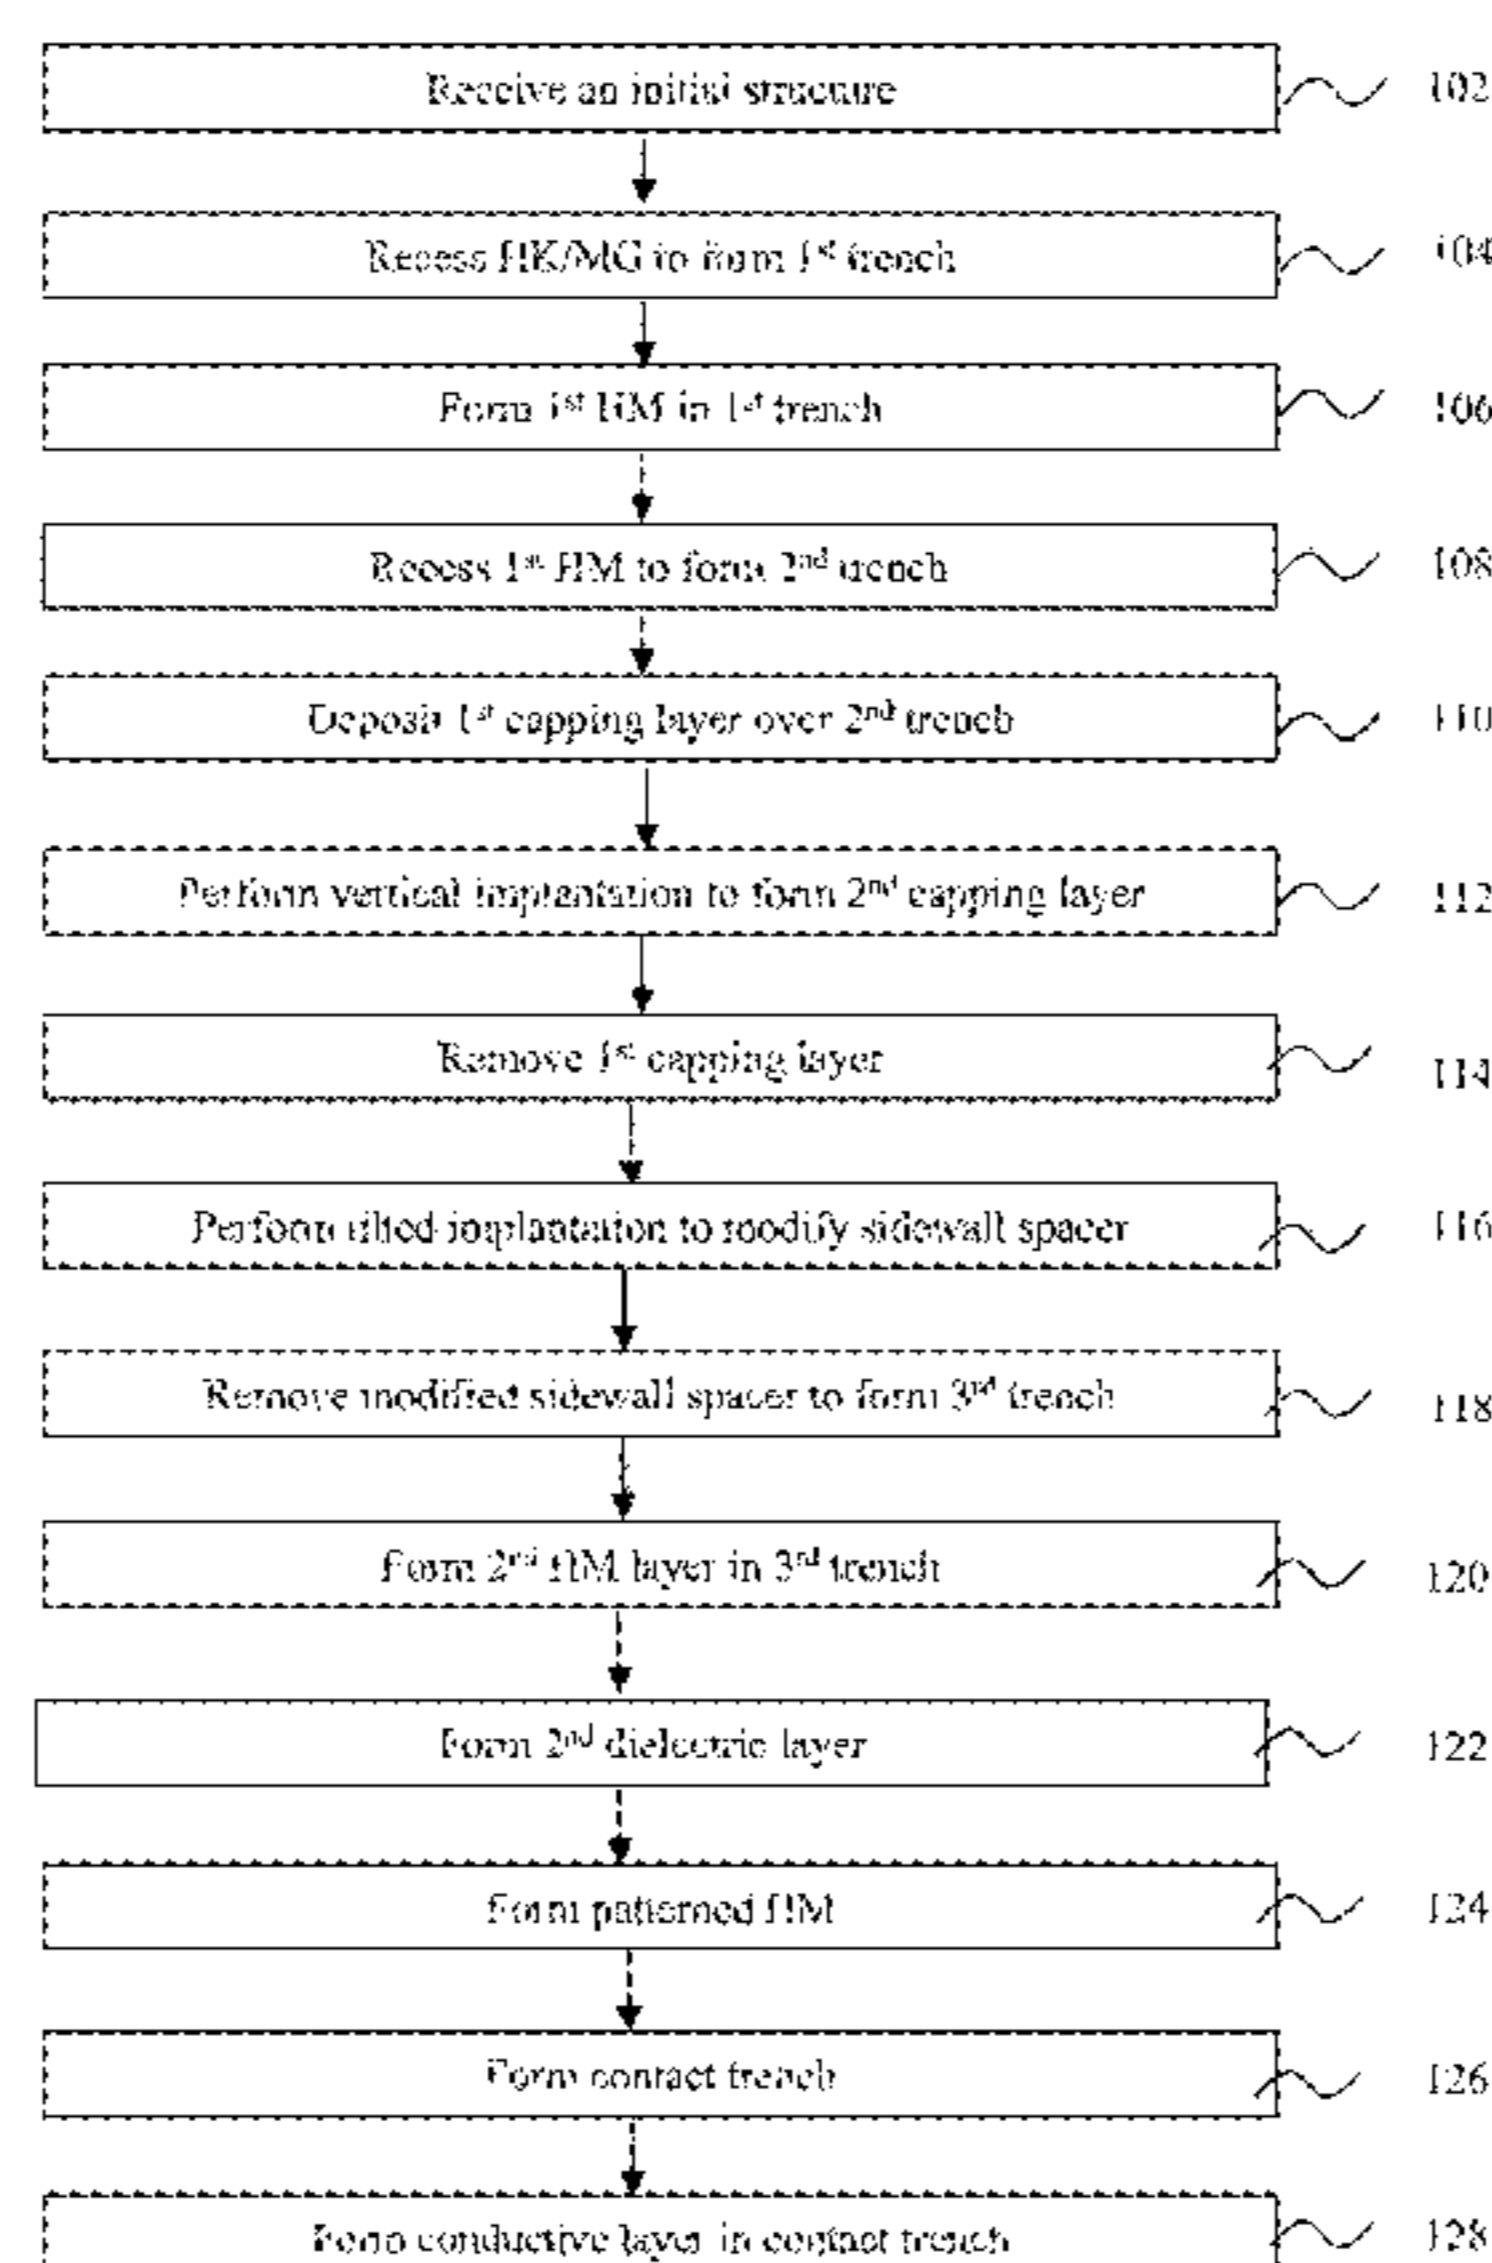 Receive an initial structure 102
Recess HK/MG to form 1st trench 104
Form 1st HM in 1st trench 106
Recess 1st HM to form 2nd trench 108
Deposit 1st capping layer over 2nd trench 110
Perform vertical implantation to form 2nd capping layer 112
Remove 1st capping layer 114
Perform tilted implantation to modify sidewall spacer 116
Remove modified sidewall spacer to form 3rd trench 118
Form 2nd HM layer in 3rd trench 120
Form 2nd dielectric layer 122
Form patterned HM 124
Form contact trench 126
Form conductive layer in contact trench 128